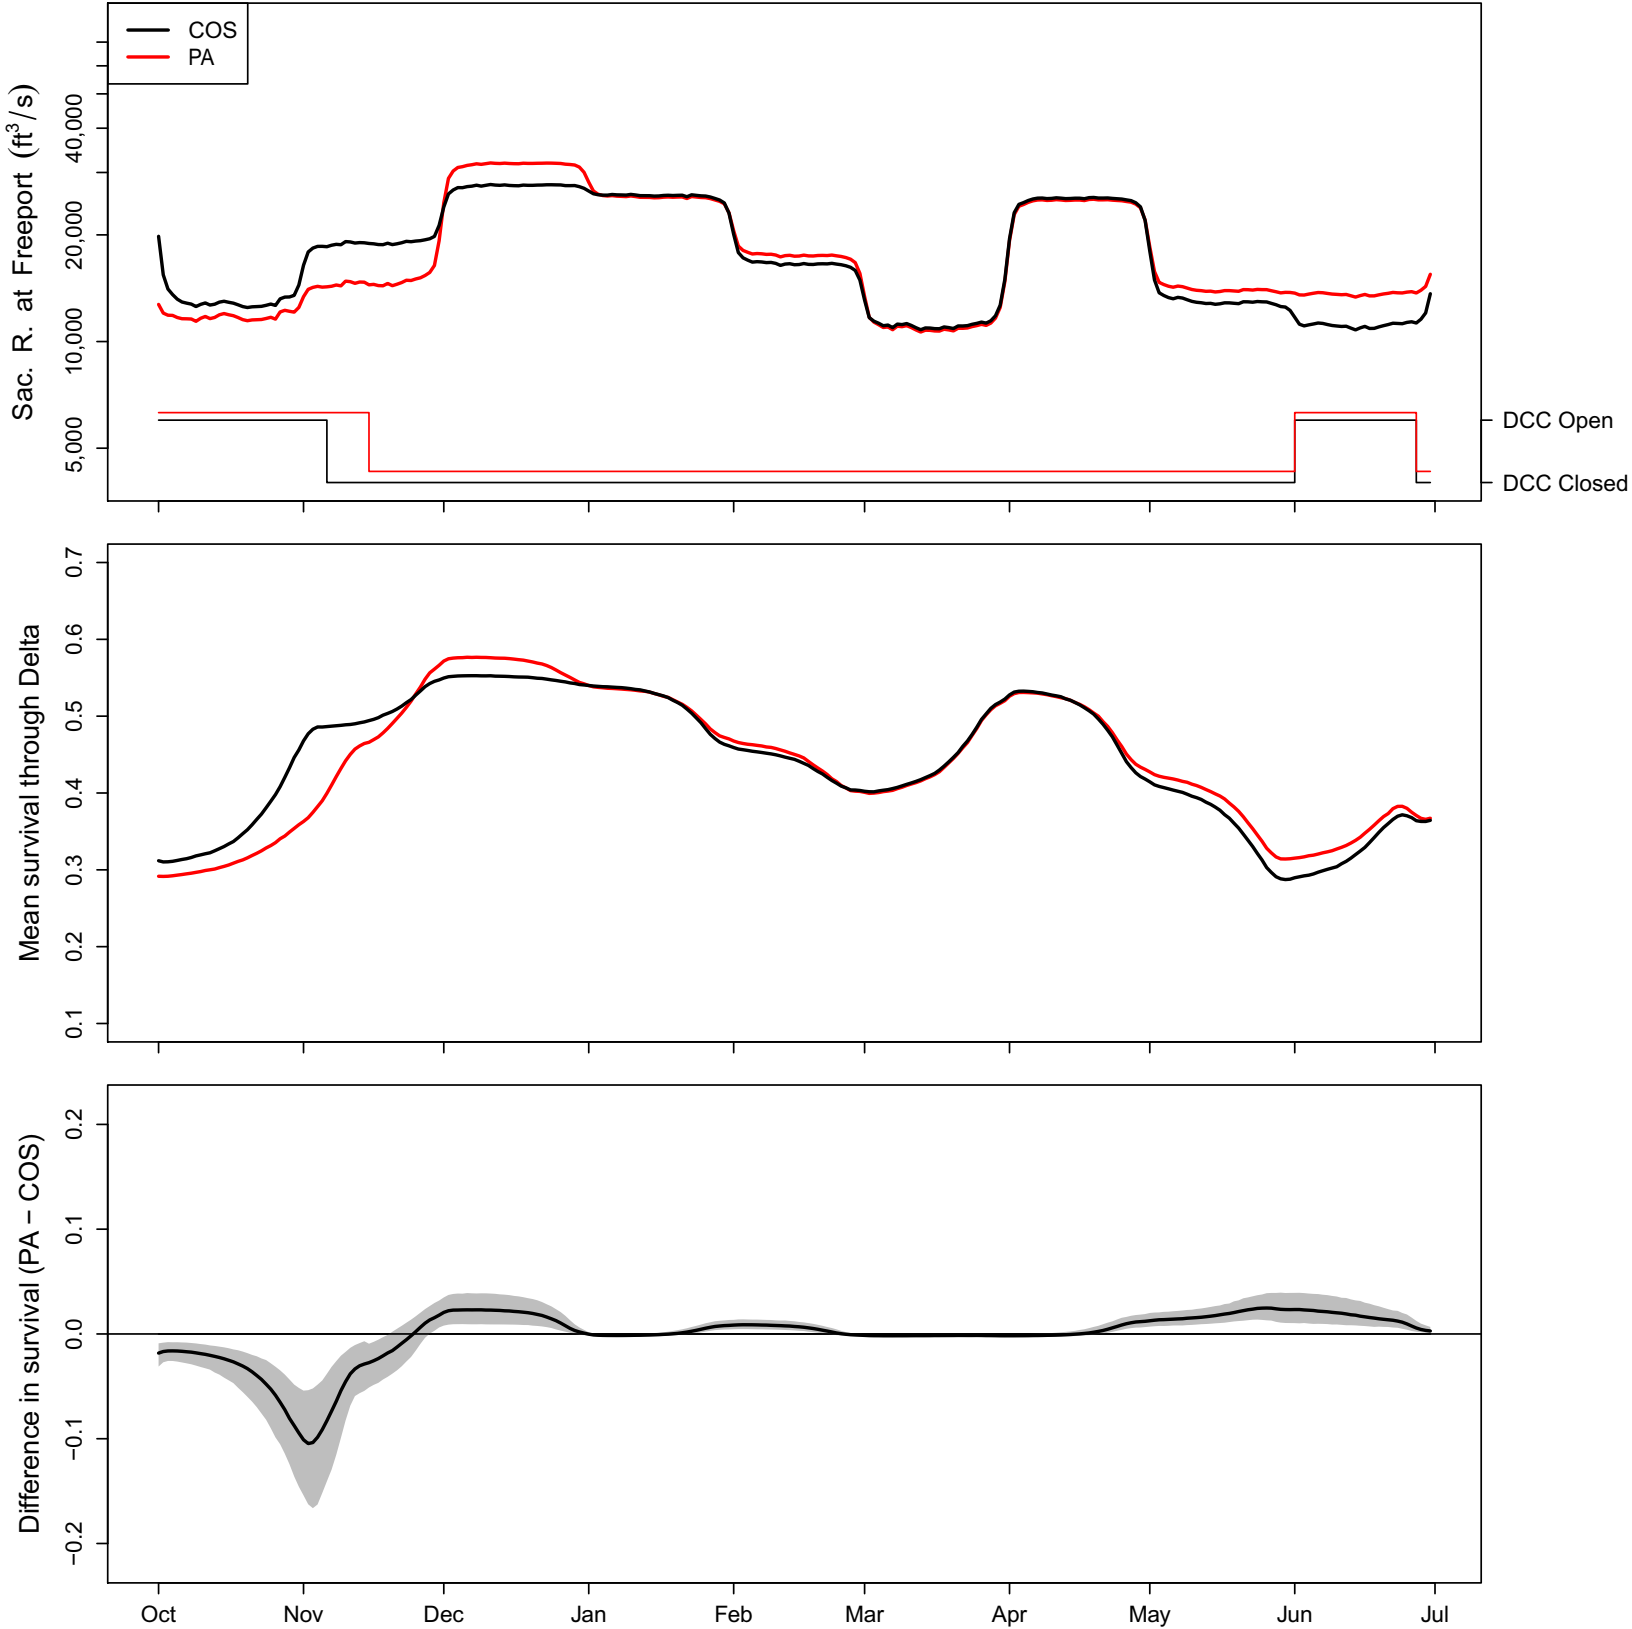 COS
PA
Sac. R. at Freeport (ft³/s)
40,000
20,000
10,000
5,000
DCC Open
DCC Closed
Mean survival through Delta
0.7
0.6
0.5
0.4
0.3
0.2
0.1
Difference in survival (PA − COS)
0.2
0.1
0.0
−0.1
−0.2
Oct Nov Dec Jan Feb Mar Apr May Jun Jul